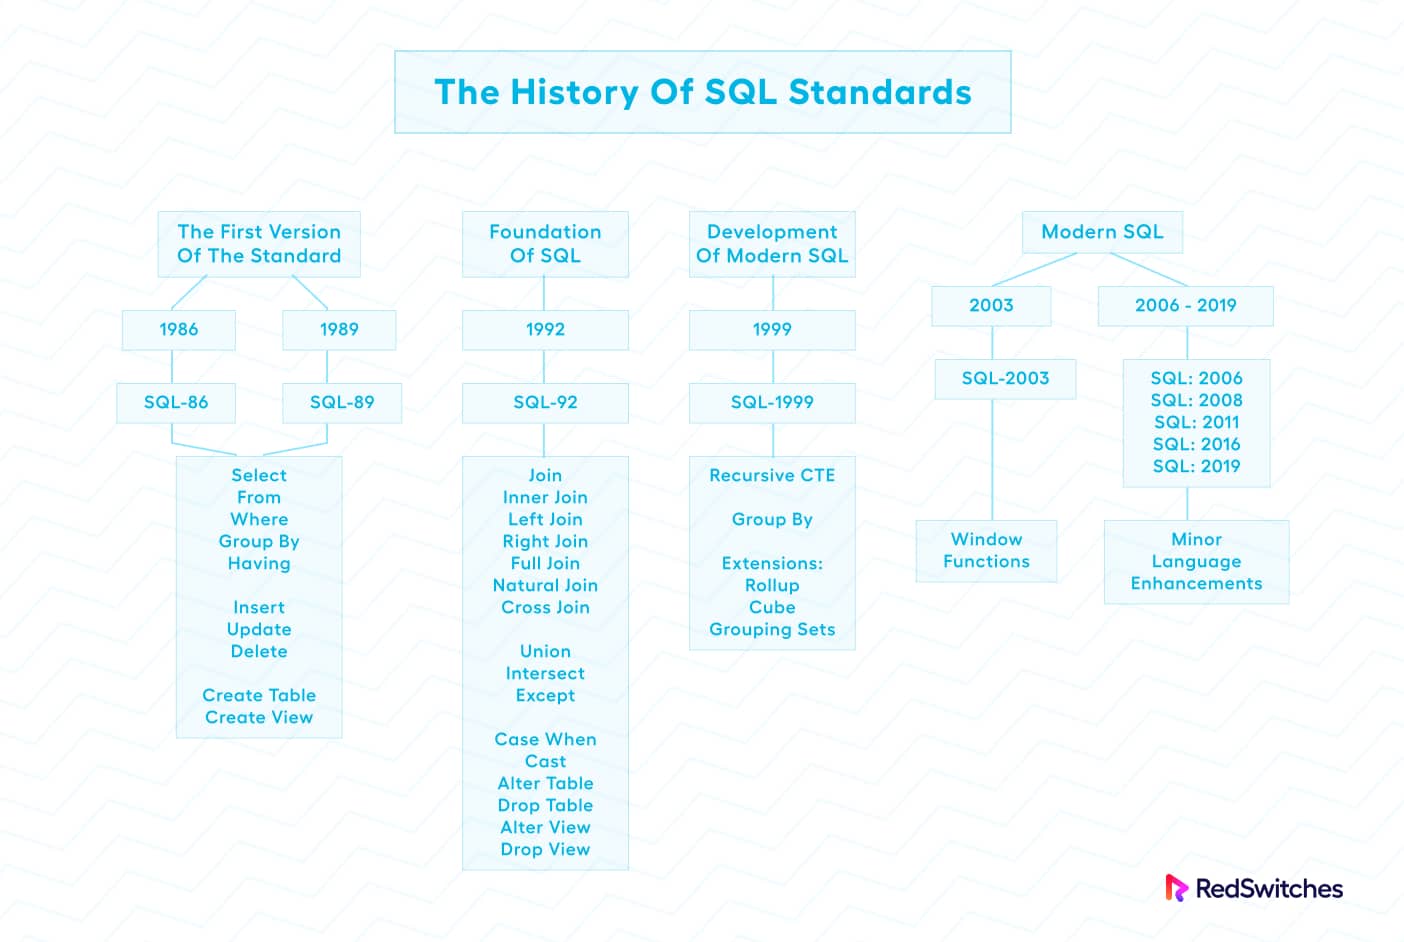 The History Of SQL Standards
The First Version
Of The Standard
1986
1989
SQL-86
SQL-89
Select
From
Where
Group By
Having
Insert
Update
Delete
Create Table
Create View
Foundation
Of SQL
1992
SQL-92
Join
Inner Join
Left Join
Right Join
Full Join
Natural Join
Cross Join
Union
Intersect
Except
Case When
Cast
Alter Table
Drop Table
Alter View
Drop View
Development
Of Modern SQL
1999
SQL-1999
Recursive CTE
Group By
Extensions:
Rollup
Cube
Grouping Sets
Modern SQL
2003
SQL-2003
Window
Functions
2006 - 2019
SQL: 2006
SQL: 2008
SQL: 2011
SQL: 2016
SQL: 2019
Minor
Language
Enhancements
RedSwitches